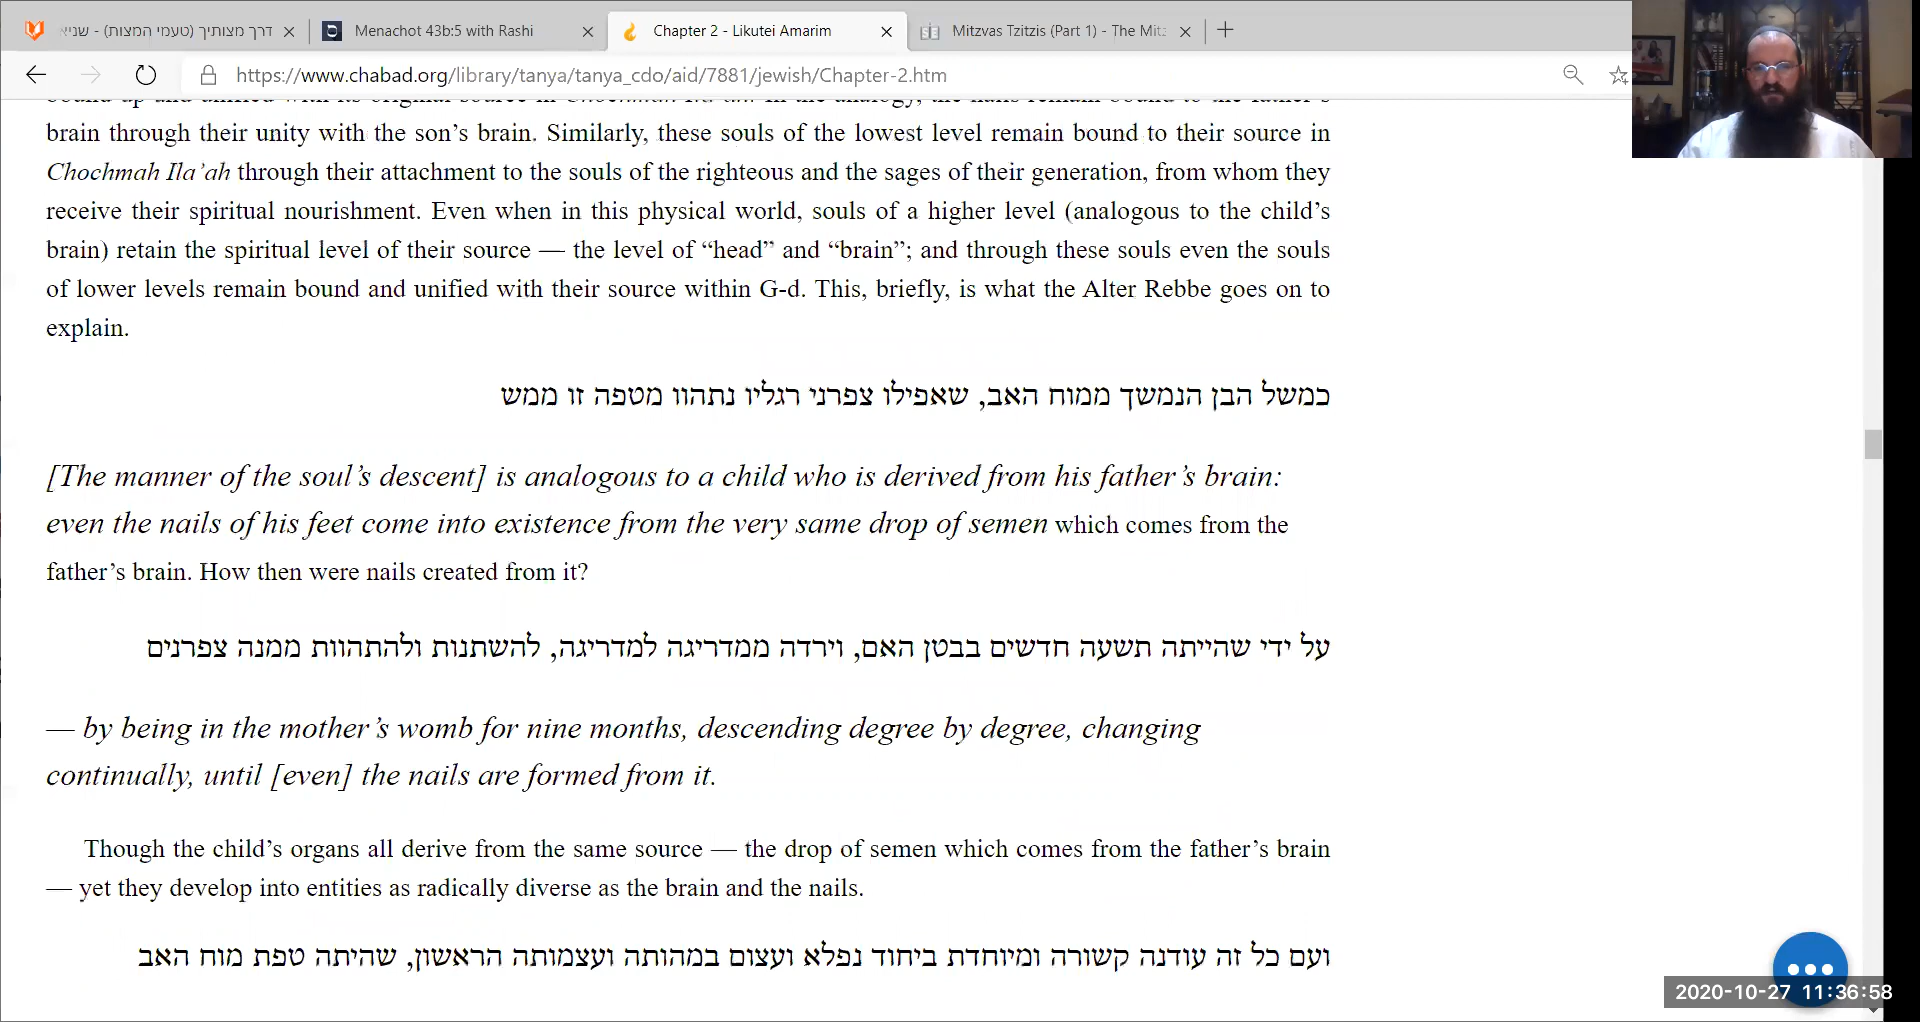 דרך מצותיך (טעמי המצות) - שניא
Menachot 43b:5 with Rashi
Chapter 2 - Likutei Amarim
Mitzvas Tzitzis (Part 1) - The Mitz
https://www.chabad.org/library/tanya/tanya_cdo/aid/7881/jewish/Chapter-2.htm
brain through their unity with the son’s brain. Similarly, these souls of the lowest level remain bound to their source in
Chochmah Ila’ah through their attachment to the souls of the righteous and the sages of their generation, from whom they
receive their spiritual nourishment. Even when in this physical world, souls of a higher level (analogous to the child’s
brain) retain the spiritual level of their source — the level of “head” and “brain”; and through these souls even the souls
of lower levels remain bound and unified with their source within G-d. This, briefly, is what the Alter Rebbe goes on to
explain.
כמשל הבן הנמשך ממוח האב, שאפילו צפרני רגליו נתהוו מטפה זו ממש
[The manner of the soul’s descent] is analogous to a child who is derived from his father’s brain:
even the nails of his feet come into existence from the very same drop of semen which comes from the
father’s brain. How then were nails created from it?
על ידי שהייתה תשעה חדשים בבטן האם, וירדה ממדריגה למדריגה, להשתנות ולהתהוות ממנה צפרנים
— by being in the mother’s womb for nine months, descending degree by degree, changing
continually, until [even] the nails are formed from it.
Though the child’s organs all derive from the same source — the drop of semen which comes from the father’s brain
— yet they develop into entities as radically diverse as the brain and the nails.
ועם כל זה עודנה קשורה ומיוחדת ביחוד נפלא ועצום במהותה ועצמותה הראשון, שהיתה טפת מוח האב
2020-10-27 11:36:58